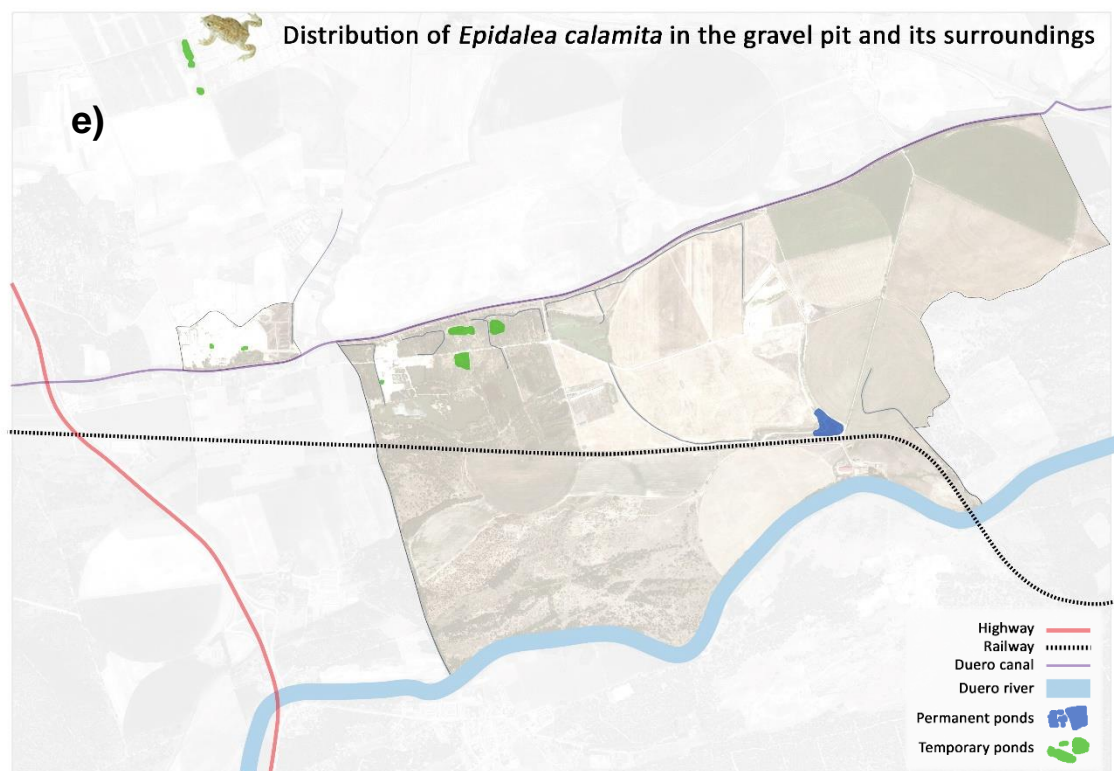 Distribution of Epidalea calamita in the gravel pit and its surroundings
e)
Highway
Railway
Duero canal
Duero river
Permanent ponds
Temporary ponds